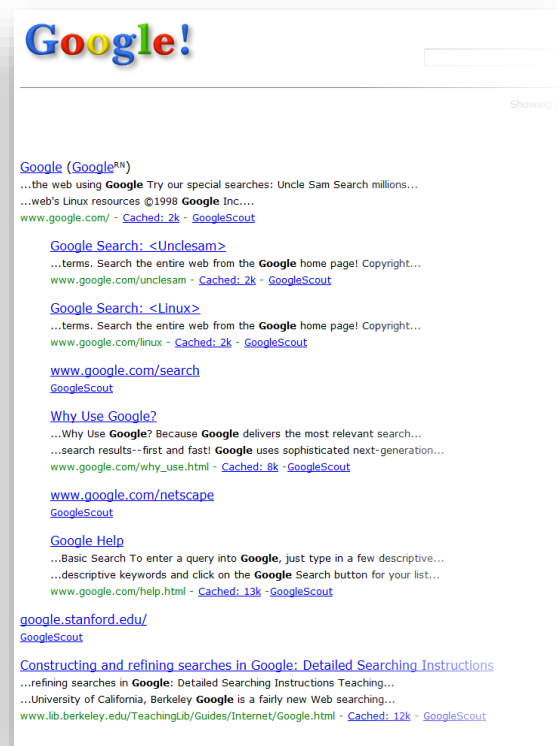 Google!
Showing
Google (GoogleRN)
...the web using Google Try our special searches: Uncle Sam Search millions...
...web's Linux resources ©1998 Google Inc....
www.google.com/ - Cached: 2k - GoogleScout
Google Search: <Unclesam>
...terms. Search the entire web from the Google home page! Copyright...
www.google.com/unclesam - Cached: 2k - GoogleScout
Google Search: <Linux>
...terms. Search the entire web from the Google home page! Copyright...
www.google.com/linux - Cached: 2k - GoogleScout
www.google.com/search
GoogleScout
Why Use Google?
...Why Use Google? Because Google delivers the most relevant search...
...search results--first and fast! Google uses sophisticated next-generation...
www.google.com/why_use.html - Cached: 8k -GoogleScout
www.google.com/netscape
GoogleScout
Google Help
...Basic Search To enter a query into Google, just type in a few descriptive...
...descriptive keywords and click on the Google Search button for your list...
www.google.com/help.html - Cached: 13k -GoogleScout
google.stanford.edu/
GoogleScout
Constructing and refining searches in Google: Detailed Searching Instructions
...refining searches in Google: Detailed Searching Instructions Teaching...
...University of California, Berkeley Google is a fairly new Web searching...
www.lib.berkeley.edu/TeachingLib/Guides/Internet/Google.html - Cached: 12k - GoogleScout